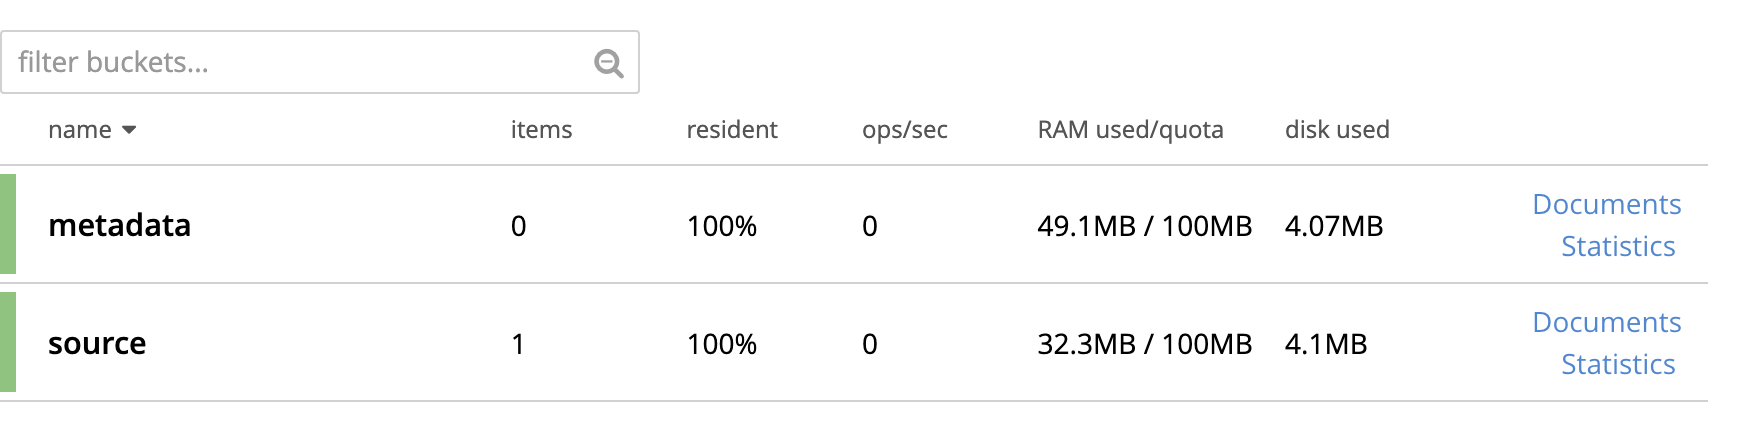 filter buckets...
name items resident ops/sec RAM used/quota disk used
metadata 0 100% 0 49.1MB / 100MB 4.07MB Documents
Statistics
source 1 100% 0 32.3MB / 100MB 4.1MB Documents
Statistics